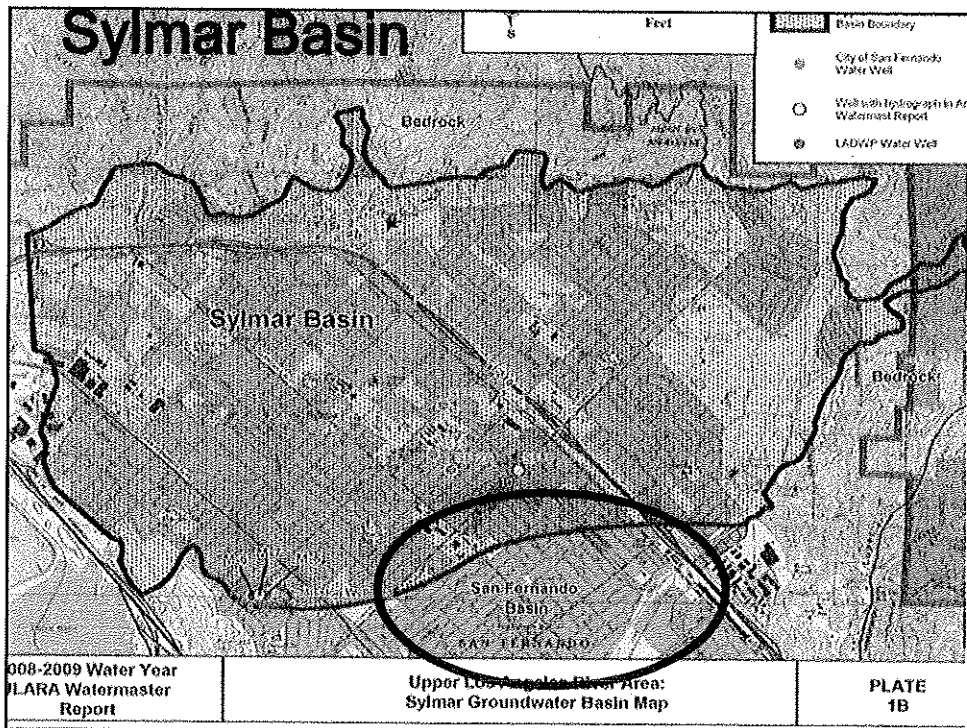 Sylmar Basin
S
Feet
Basin Boundary
City of San Fernando
Water Well
Well with hydrograph in An
Watermast Report
LADWP Water Well
Bedrock
Sylmar Basin
Bedrock
San Fernando
Basin
SAN FERNANDO
008-2009 Water Year
ULARA Watermaster
Report
Upper Los Angeles River Area:
Sylmar Groundwater Basin Map
PLATE
1B